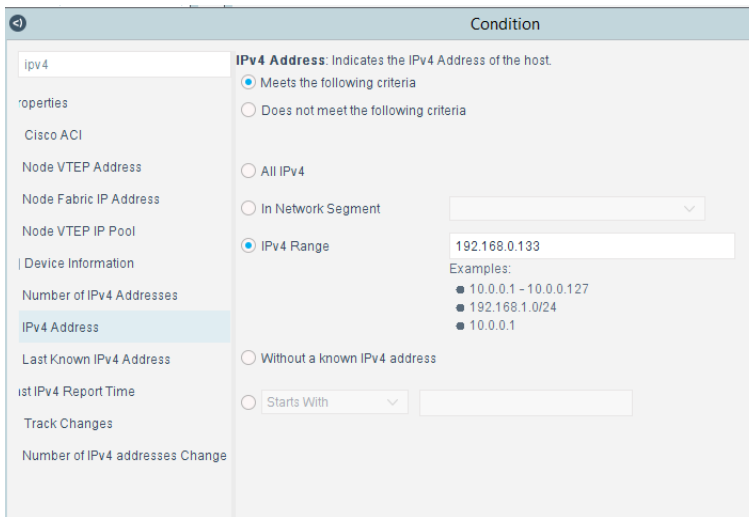 Condition
ipv4
roperties
Cisco ACI
Node VTEP Address
Node Fabric IP Address
Node VTEP IP Pool
Device Information
Number of IPv4 Addresses
IPv4 Address
Last Known IPv4 Address
ast IPv4 Report Time
Track Changes
Number of IPv4 addresses Change
IPv4 Address: Indicates the IPv4 Address of the host.
Meets the following criteria
Does not meet the following criteria
All IPv4
In Network Segment
IPv4 Range 192.168.0.133
Examples:
10.0.0.1 - 10.0.0.127
192.168.1.0/24
10.0.0.1
Without a known IPv4 address
Starts With